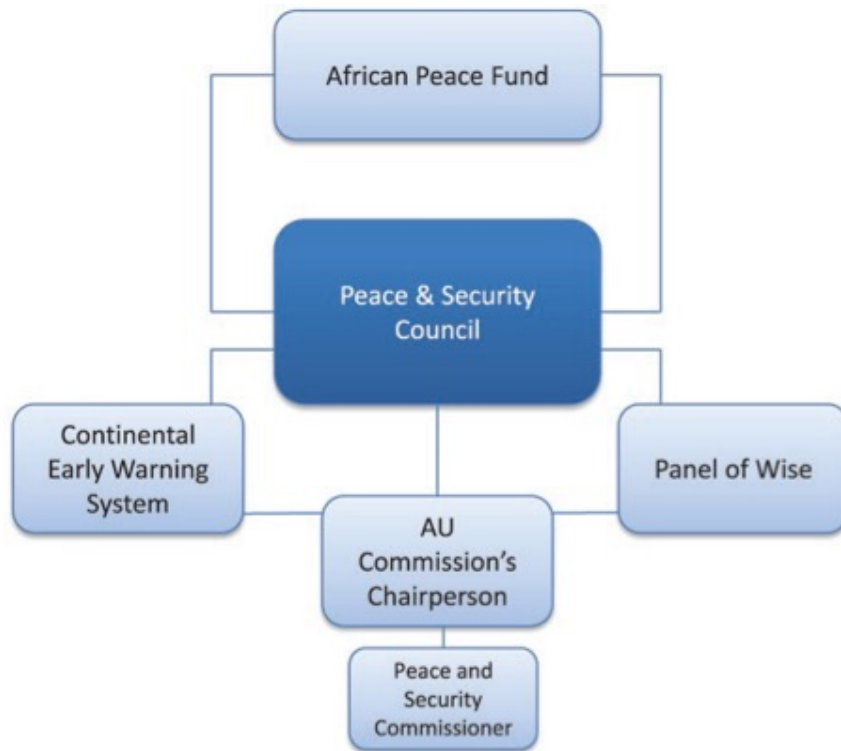 African Peace Fund
Peace & Security
Council
Continental
Early Warning
System
Panel of Wise
AU
Commission’s
Chairperson
Peace and
Security
Commissioner